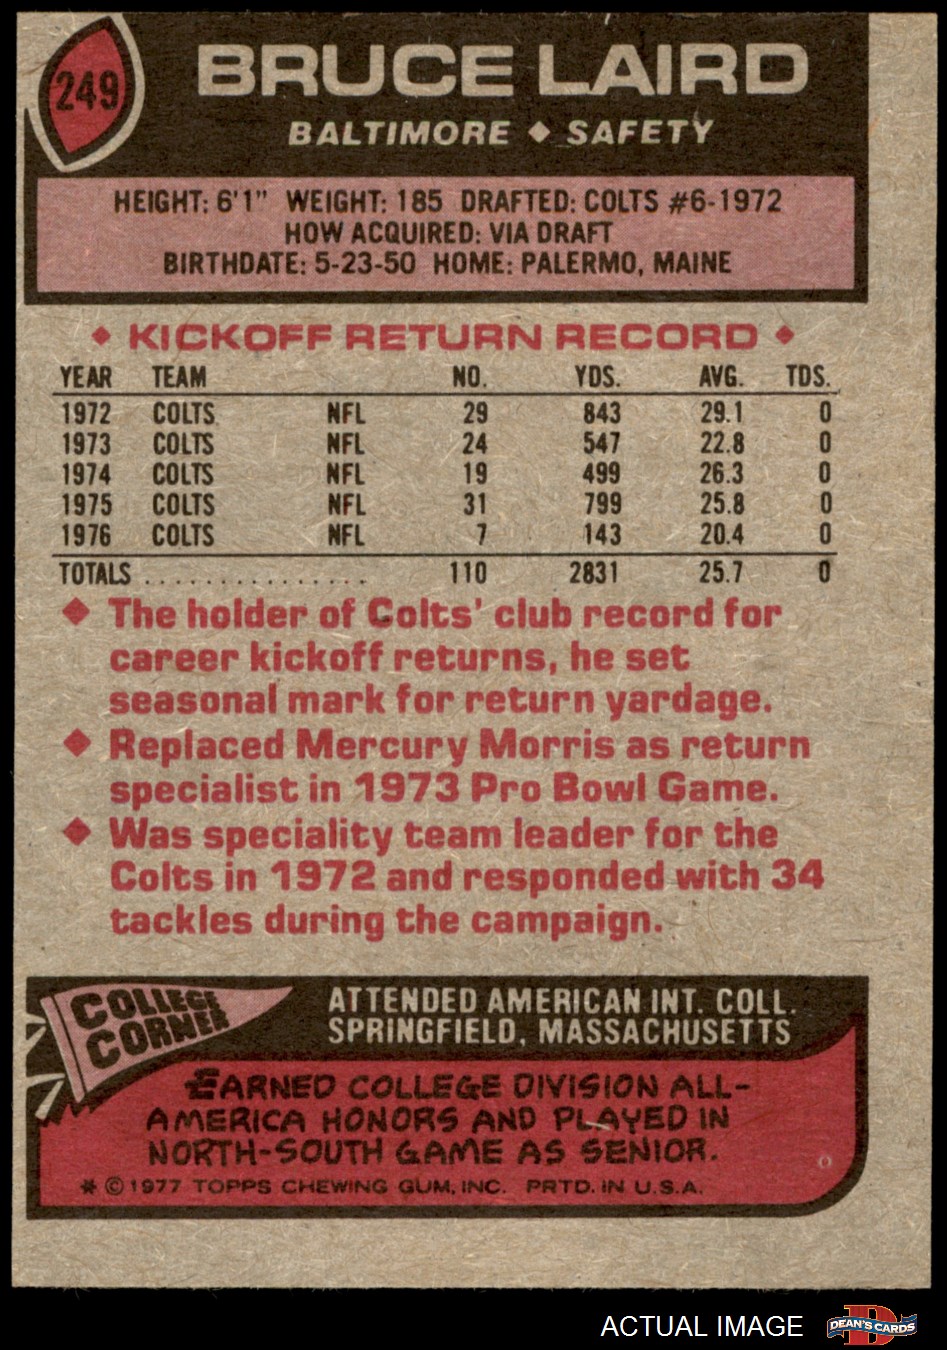 249
BRUCE LAIRD
BALTIMORE ◆ SAFETY
HEIGHT: 6'1" WEIGHT: 185 DRAFTED: COLTS #6-1972
HOW ACQUIRED: VIA DRAFT
BIRTHDATE: 5-23-50 HOME: PALERMO, MAINE
◆ KICKOFF RETURN RECORD ◆
YEAR TEAM NO. YDS. AVG. TDS.
1972 COLTS NFL 29 843 29.1 0
1973 COLTS NFL 24 547 22.8 0
1974 COLTS NFL 19 499 26.3 0
1975 COLTS NFL 31 799 25.8 0
1976 COLTS NFL 7 143 20.4 0
TOTALS ............... 110 2831 25.7 0
◆ The holder of Colts' club record for
career kickoff returns, he set
seasonal mark for return yardage.
◆ Replaced Mercury Morris as return
specialist in 1973 Pro Bowl Game.
◆ Was speciality team leader for the
Colts in 1972 and responded with 34
tackles during the campaign.
COLLEGE
CORNER
ATTENDED AMERICAN INT. COLL.
SPRINGFIELD, MASSACHUSETTS
EARNED COLLEGE DIVISION ALL-
AMERICA HONORS AND PLAYED IN
NORTH-SOUTH GAME AS SENIOR.
* © 1977 TOPPS CHEWING GUM, INC. PRTD. IN U.S.A.
ACTUAL IMAGE
D
DEAN'S CARDS